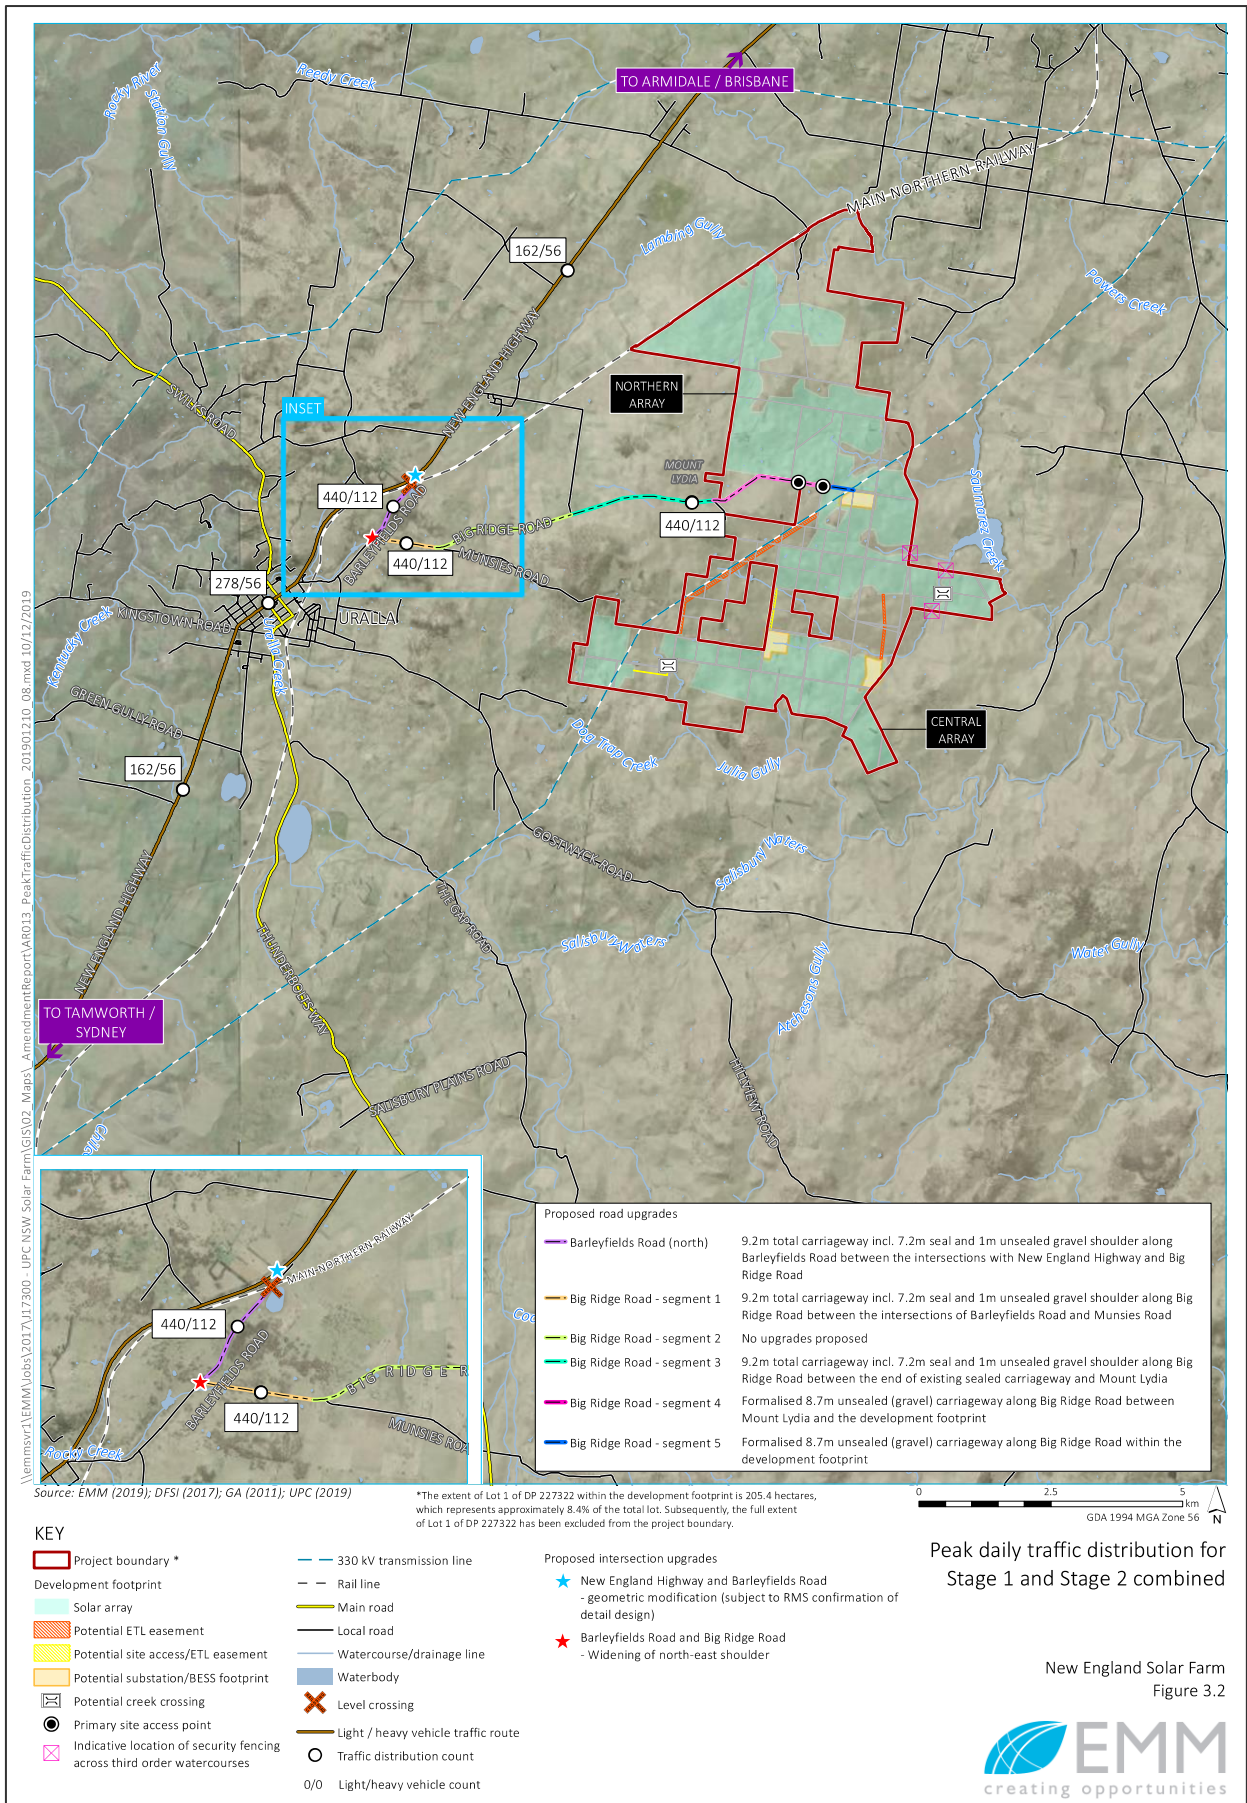 TO ARMIDALE / BRISBANE
Rocky River
Station Gully
Reedy Creek
MAIN NORTHERN RAILWAY
Lambing Gully
Powers Creek
162/56
NEW ENGLAND HIGHWAY
SWILTS ROAD
INSET
NORTHERN
ARRAY
MOUNT
LYDIA
440/112
BARLEYFIELDS ROAD
BIG RIDGE ROAD
440/112
MUNSIES ROAD
440/112
Saumarez Creek
278/56
KINGSTOWN ROAD
URALLA
Uralla Creek
Kentucky Creek
GREEN GULLY ROAD
162/56
CENTRAL
ARRAY
Dog Trap Creek
Julia Gully
GOSTWYCK ROAD
Salisbury Waters
THE GAP ROAD
Salisbury Waters
Atchesons Gully
Water Gully
NEW ENGLAND HIGHWAY
THUNDERBOLTS WAY
TO TAMWORTH /
SYDNEY
SALISBURY PLAINS ROAD
HILLVIEW ROAD
\\emmsvr1\EMM\Jobs\2017\J17300 - UPC NSW Solar Farm\GIS\02_Maps\_AmendmentReport\AR013_PeakTrafficDistribution_201901210_08.mxd 10/12/2019
MAIN NORTHERN RAILWAY
440/112
BARLEYFIELDS ROAD
BIG RIDGE R
440/112
MUNSIES ROA
Rocky Creek
Proposed road upgrades
Barleyfields Road (north)
9.2m total carriageway incl. 7.2m seal and 1m unsealed gravel shoulder along
Barleyfields Road between the intersections with New England Highway and Big
Ridge Road
Big Ridge Road - segment 1
9.2m total carriageway incl. 7.2m seal and 1m unsealed gravel shoulder along Big
Ridge Road between the intersections of Barleyfields Road and Munsies Road
Big Ridge Road - segment 2
No upgrades proposed
Big Ridge Road - segment 3
9.2m total carriageway incl. 7.2m seal and 1m unsealed gravel shoulder along Big
Ridge Road between the end of existing sealed carriageway and Mount Lydia
Big Ridge Road - segment 4
Formalised 8.7m unsealed (gravel) carriageway along Big Ridge Road between
Mount Lydia and the development footprint
Big Ridge Road - segment 5
Formalised 8.7m unsealed (gravel) carriageway along Big Ridge Road within the
development footprint
Source: EMM (2019); DFSI (2017); GA (2011); UPC (2019)
*The extent of Lot 1 of DP 227322 within the development footprint is 205.4 hectares,
which represents approximately 8.4% of the total lot. Subsequently, the full extent
of Lot 1 of DP 227322 has been excluded from the project boundary.
0 2.5 5
km
GDA 1994 MGA Zone 56
N
KEY
Project boundary *
Development footprint
Solar array
Potential ETL easement
Potential site access/ETL easement
Potential substation/BESS footprint
Potential creek crossing
Primary site access point
Indicative location of security fencing
across third order watercourses
330 kV transmission line
Rail line
Main road
Local road
Watercourse/drainage line
Waterbody
Level crossing
Light / heavy vehicle traffic route
Traffic distribution count
0/0 Light/heavy vehicle count
Proposed intersection upgrades
New England Highway and Barleyfields Road
- geometric modification (subject to RMS confirmation of
detail design)
Barleyfields Road and Big Ridge Road
- Widening of north-east shoulder
Peak daily traffic distribution for
Stage 1 and Stage 2 combined
New England Solar Farm
Figure 3.2
EMM
creating opportunities